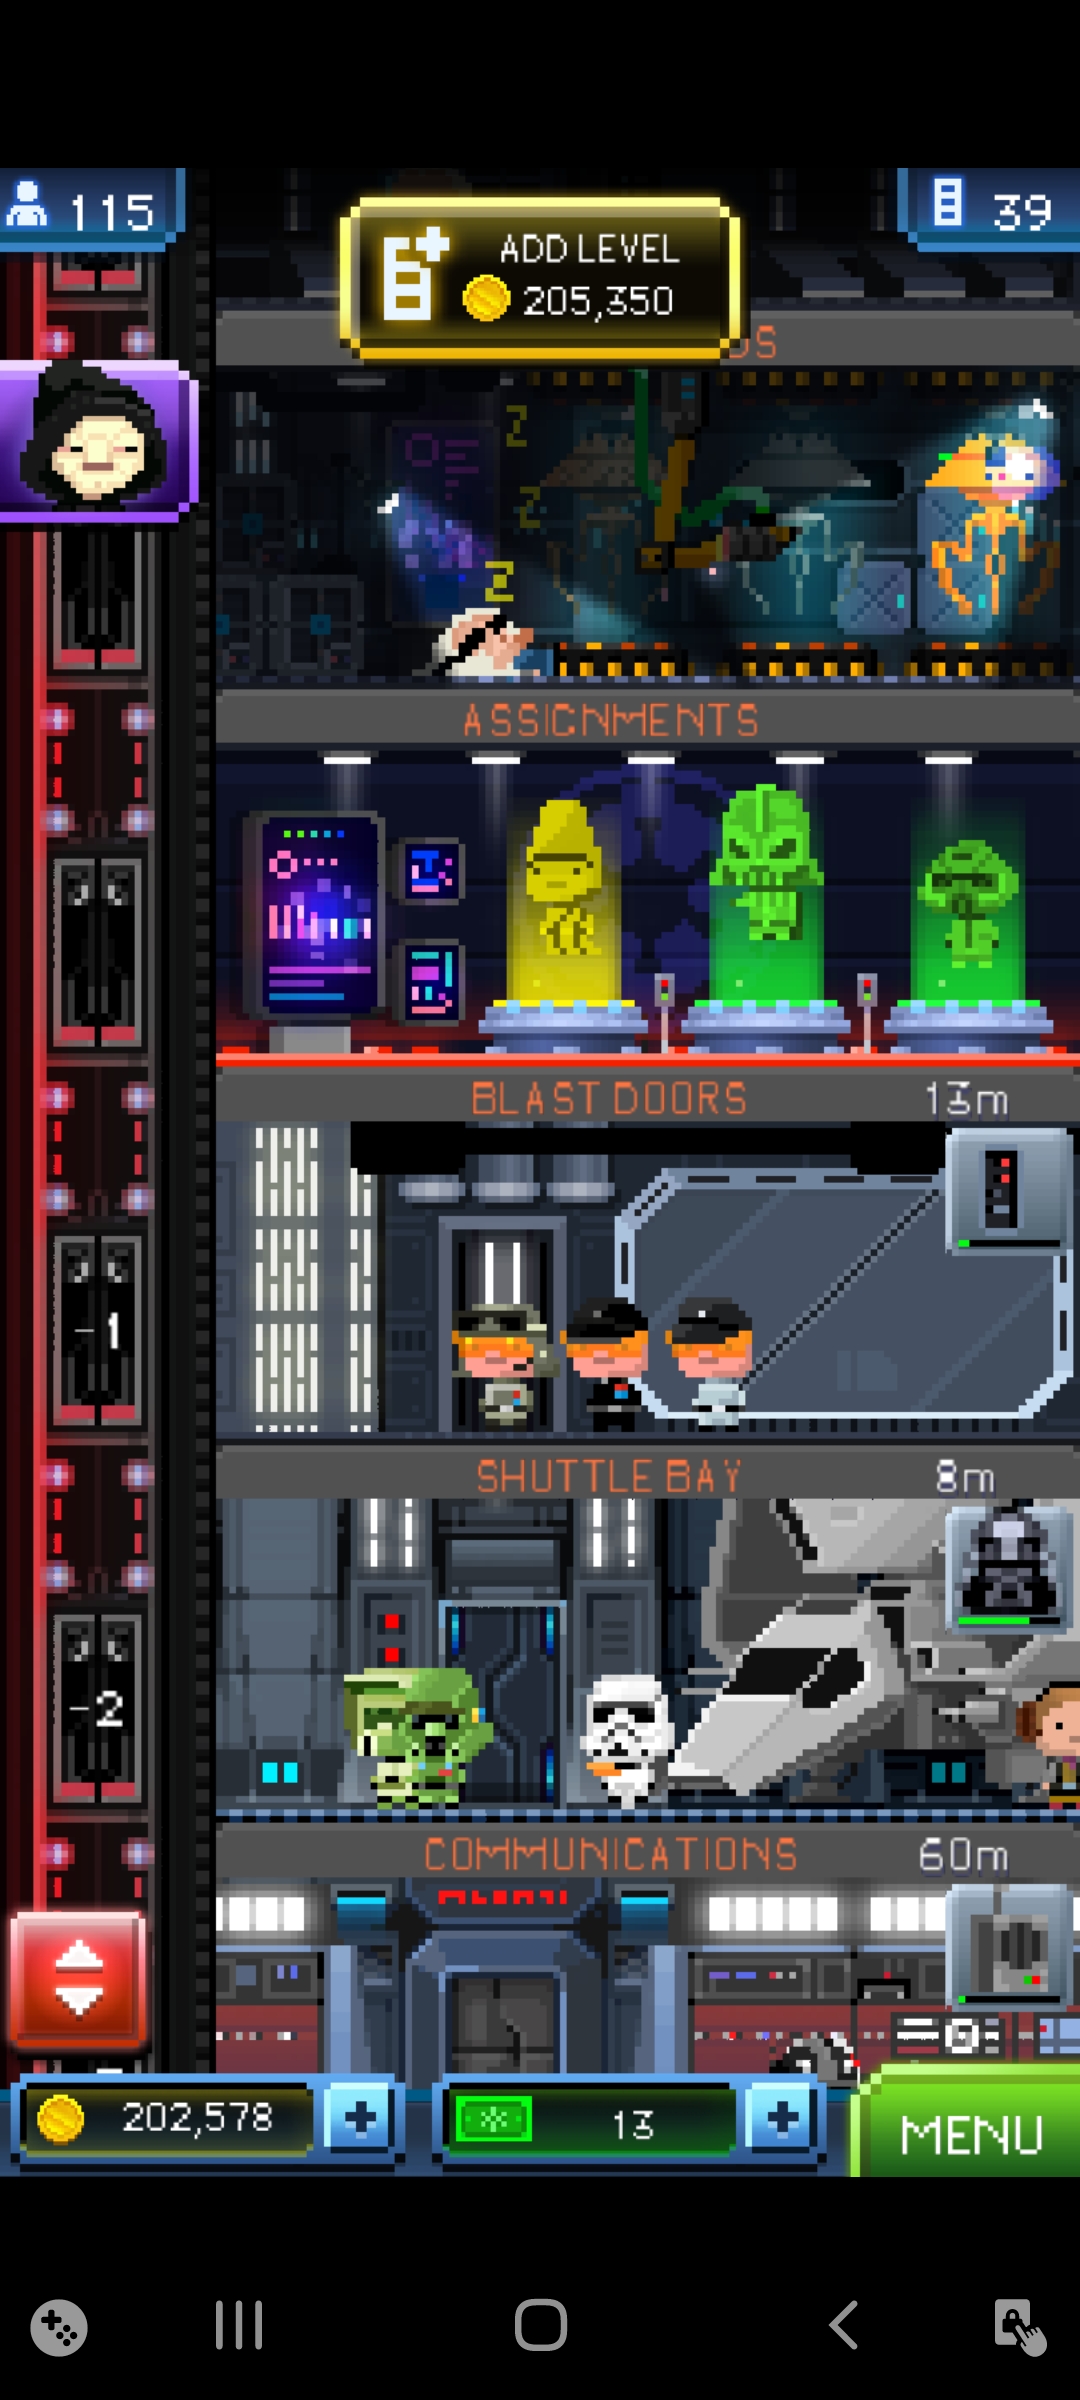 115
ADD LEVEL
205,350
39
Z
Z
Z
ASSIGNMENTS
BLAST DOORS 13m
-1
SHUTTLE BAY 8m
-2
COMMUNICATIONS 60m
202,578
13
MENU